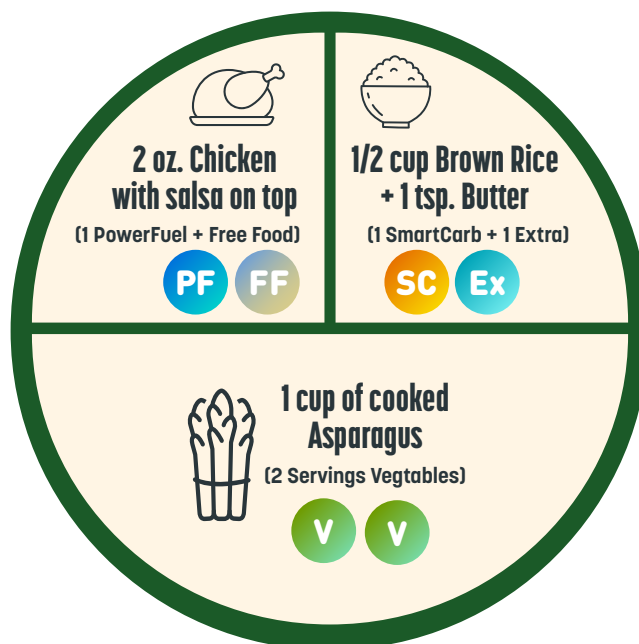 2 oz. Chicken
with salsa on top
(1 PowerFuel + Free Food)
PF FF
1/2 cup Brown Rice
+ 1 tsp. Butter
(1 SmartCarb + 1 Extra)
SC Ex
1 cup of cooked
Asparagus
(2 Servings Vegtables)
V V